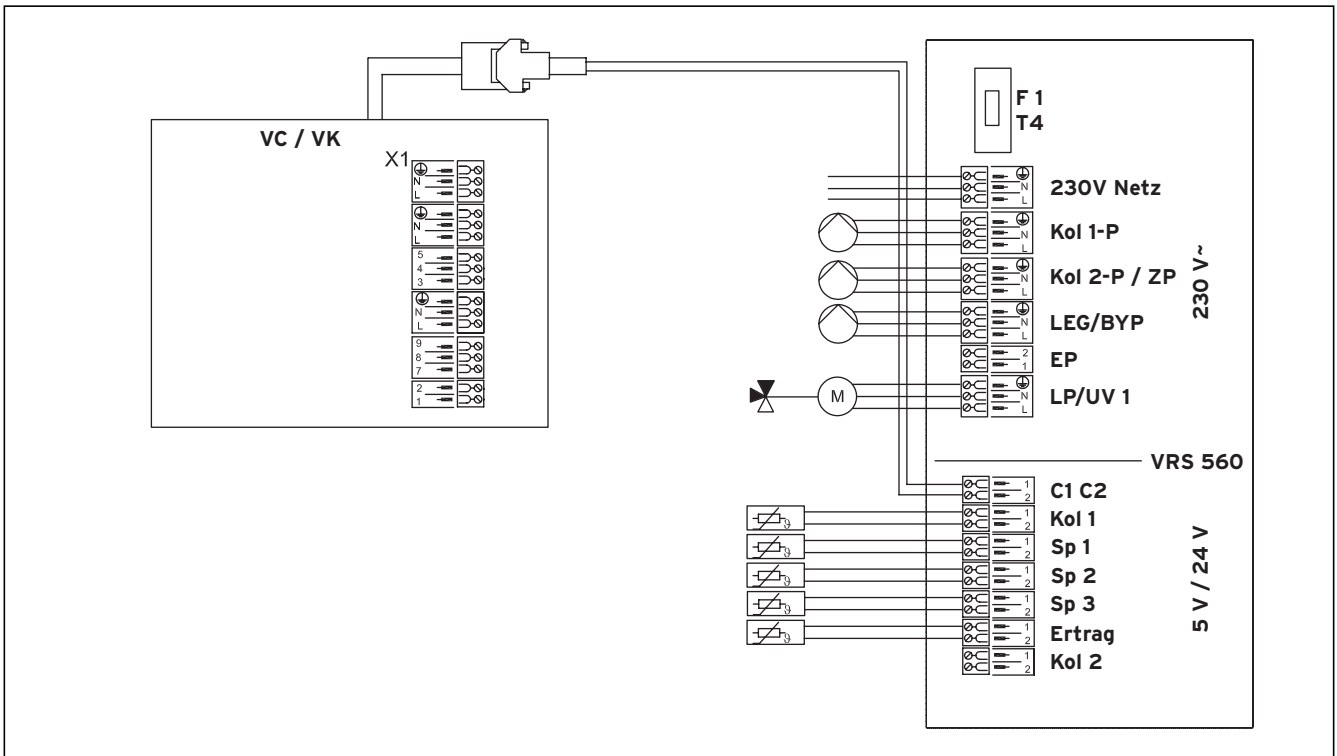 VC / VK
X1
N
L
N
L
5
4
3
N
L
9
8
7
2
1
F 1
T4
N
L
230V Netz
N
L
Kol 1-P
N
L
Kol 2-P / ZP
N
L
LEG/BYP
2
1
EP
M
N
L
LP/UV 1
230 V~
VRS 560
1
2
C1 C2
ϑ
1
2
Kol 1
ϑ
1
2
Sp 1
ϑ
1
2
Sp 2
ϑ
1
2
Sp 3
ϑ
1
2
Ertrag
1
2
Kol 2
5 V / 24 V